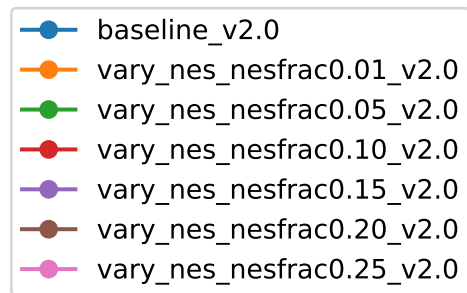 baseline_v2.0
vary_nes_nesfrac0.01_v2.0
vary_nes_nesfrac0.05_v2.0
vary_nes_nesfrac0.10_v2.0
vary_nes_nesfrac0.15_v2.0
vary_nes_nesfrac0.20_v2.0
vary_nes_nesfrac0.25_v2.0